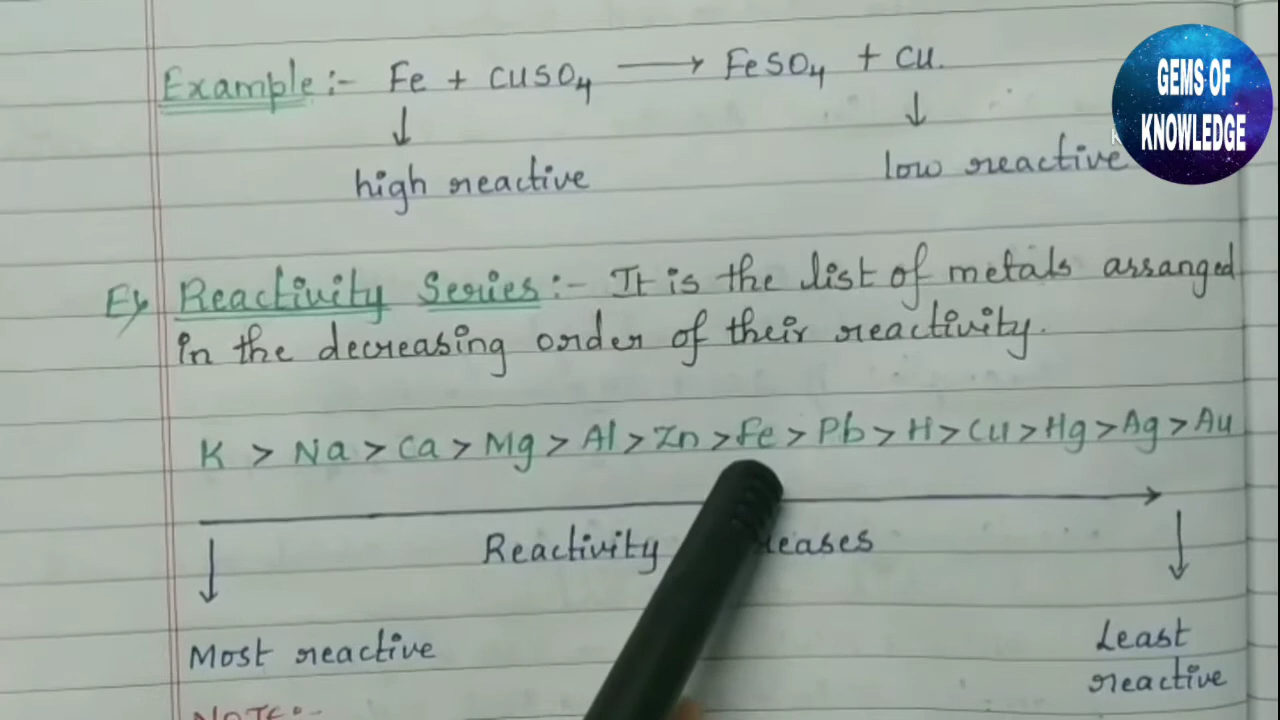 Example :- Fe + CuSO4 ⟶ FeSO4 + Cu.
↓ ↓
high reactive low reactive
GEMS OF
KNOWLEDGE
Ex Reactivity Series :- It is the list of metals arranged
in the decreasing order of their reactivity.
K > Na > Ca > Mg > Al > Zn > Fe > Pb > H > Cu > Hg > Ag > Au
Reactivity
Most reactive
Least
reactive
NOTE:-